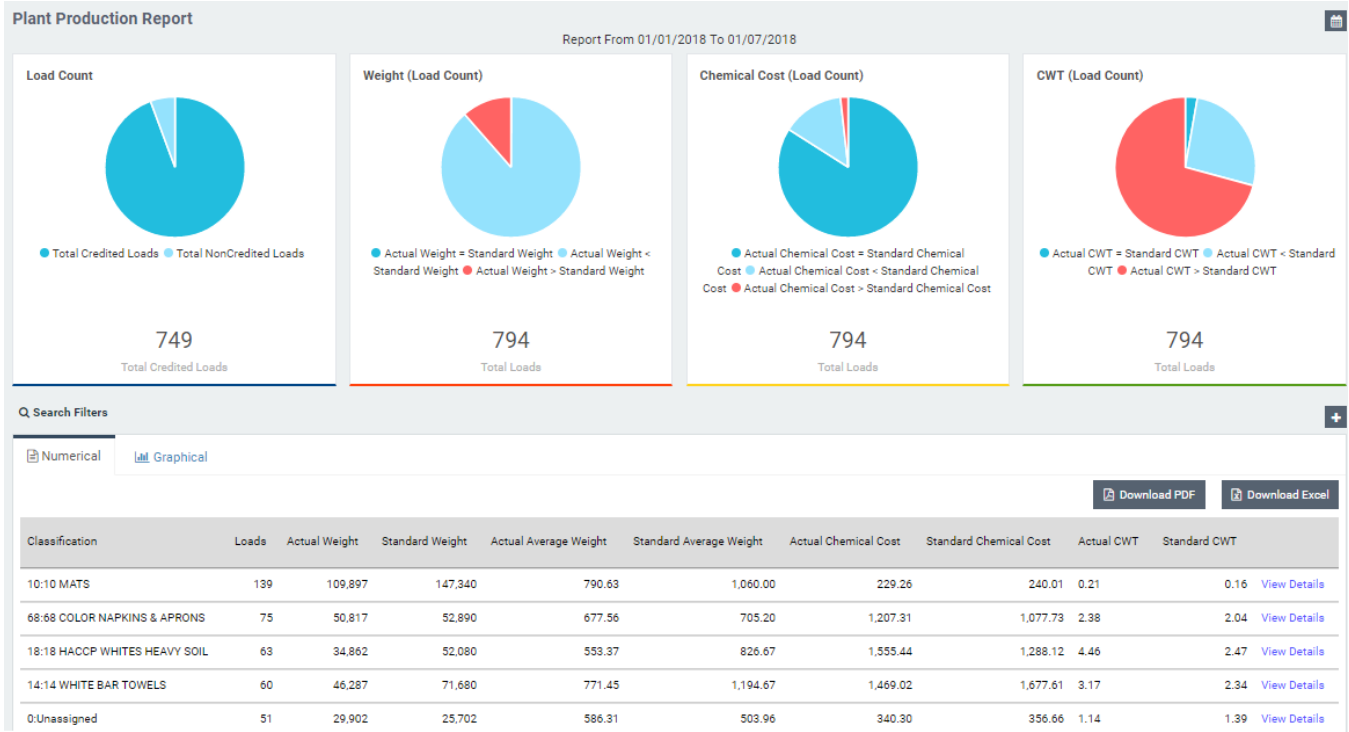 Plant Production Report
Report From 01/01/2018 To 01/07/2018
Load Count
Total Credited Loads Total NonCredited Loads
749
Total Credited Loads
Weight (Load Count)
Actual Weight = Standard Weight Actual Weight <
Standard Weight Actual Weight > Standard Weight
794
Total Loads
Chemical Cost (Load Count)
Actual Chemical Cost = Standard Chemical
Cost Actual Chemical Cost < Standard Chemical
Cost Actual Chemical Cost > Standard Chemical Cost
794
Total Loads
CWT (Load Count)
Actual CWT = Standard CWT Actual CWT < Standard
CWT Actual CWT > Standard CWT
794
Total Loads
Search Filters
Numerical Graphical
Download PDF Download Excel
Classification Loads Actual Weight Standard Weight Actual Average Weight Standard Average Weight Actual Chemical Cost Standard Chemical Cost Actual CWT Standard CWT
10:10 MATS 139 109,897 147,340 790.63 1,060.00 229.26 240.01 0.21 0.16 View Details
68:68 COLOR NAPKINS & APRONS 75 50,817 52,890 677.56 705.20 1,207.31 1,077.73 2.38 2.04 View Details
18:18 HACCP WHITES HEAVY SOIL 63 34,862 52,080 553.37 826.67 1,555.44 1,288.12 4.46 2.47 View Details
14:14 WHITE BAR TOWELS 60 46,287 71,680 771.45 1,194.67 1,469.02 1,677.61 3.17 2.34 View Details
0:Unassigned 51 29,902 25,702 586.31 503.96 340.30 356.66 1.14 1.39 View Details